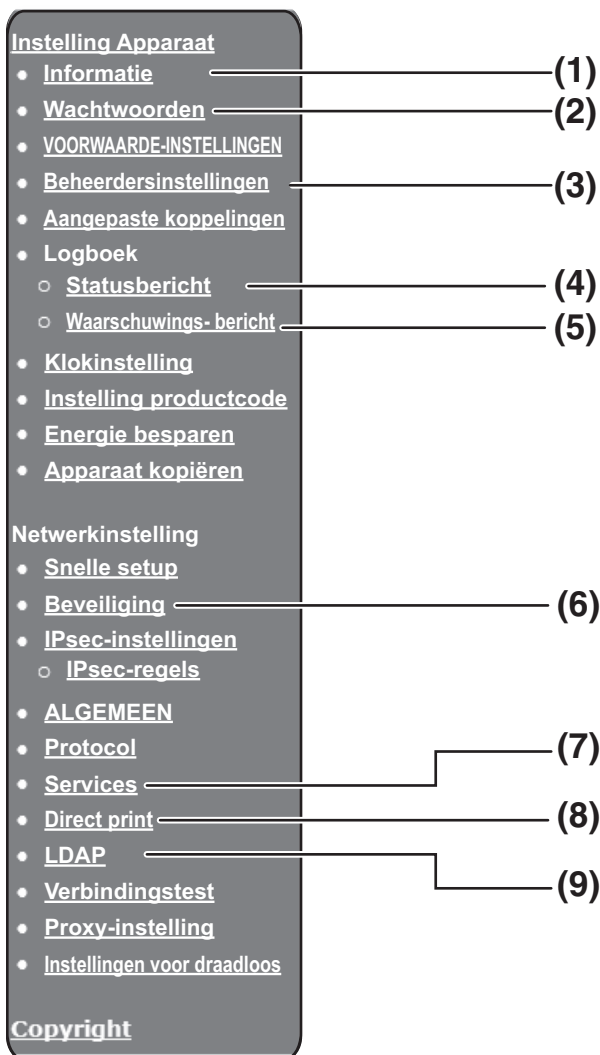 Instelling Apparaat
Informatie (1)
Wachtwoorden (2)
VOORWAARDE-INSTELLINGEN
Beheerdersinstellingen (3)
Aangepaste koppelingen
Logboek
Statusbericht (4)
Waarschuwings- bericht (5)
Klokinstelling
Instelling productcode
Energie besparen
Apparaat kopiëren
Netwerkinstelling
Snelle setup
Beveiliging (6)
IPsec-instellingen
IPsec-regels
ALGEMEEN
Protocol
Services (7)
Direct print (8)
LDAP (9)
Verbindingstest
Proxy-instelling
Instellingen voor draadloos
Copyright